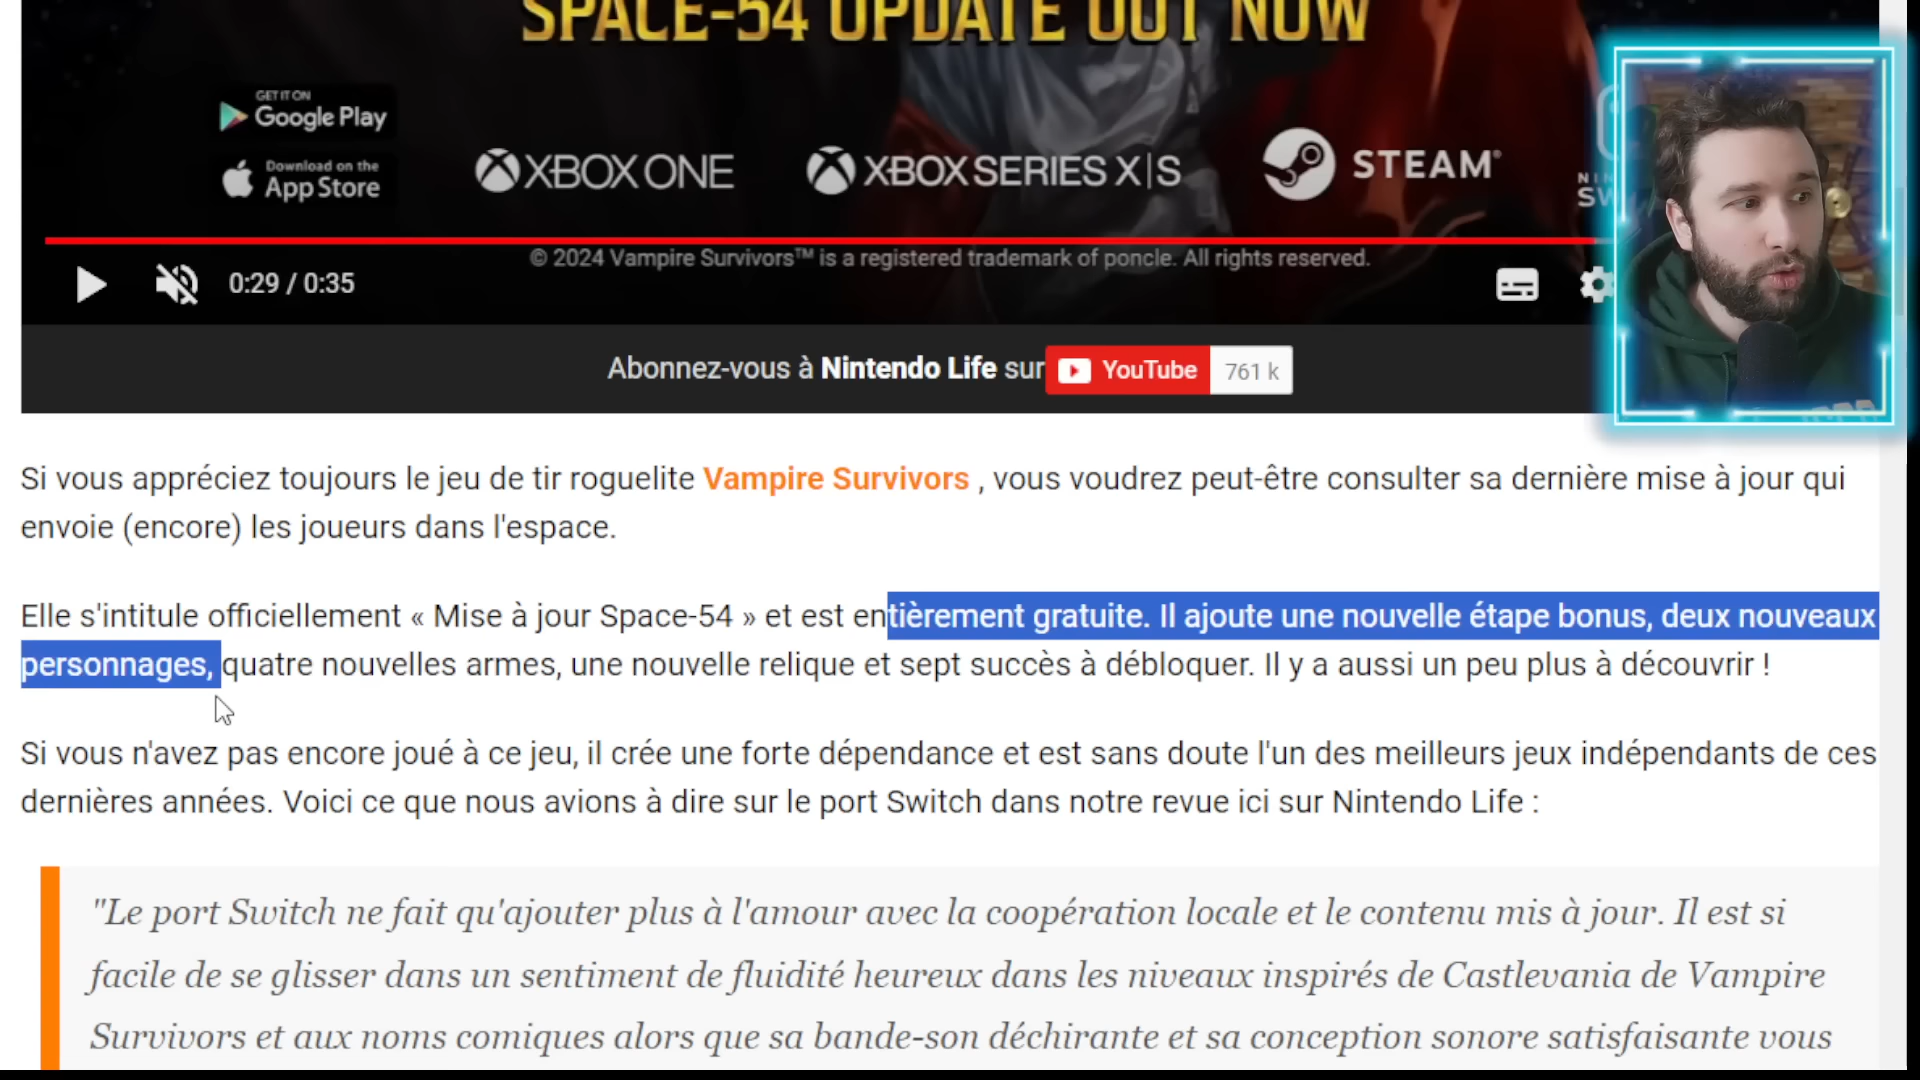 SPACE-54 UPDATE OUT NOW
GET IT ON
Google Play
Download on the
App Store
XBOX ONE
XBOX SERIES X|S
STEAM®
© 2024 Vampire Survivors™ is a registered trademark of poncle. All rights reserved.
0:29 / 0:35
Abonnez-vous à Nintendo Life sur YouTube 761 k
Si vous appréciez toujours le jeu de tir roguelite Vampire Survivors , vous voudrez peut-être consulter sa dernière mise à jour qui
envoie (encore) les joueurs dans l'espace.
Elle s'intitule officiellement « Mise à jour Space-54 » et est entièrement gratuite. Il ajoute une nouvelle étape bonus, deux nouveaux
personnages, quatre nouvelles armes, une nouvelle relique et sept succès à débloquer. Il y a aussi un peu plus à découvrir !
Si vous n'avez pas encore joué à ce jeu, il crée une forte dépendance et est sans doute l'un des meilleurs jeux indépendants de ces
dernières années. Voici ce que nous avions à dire sur le port Switch dans notre revue ici sur Nintendo Life :
"Le port Switch ne fait qu'ajouter plus à l'amour avec la coopération locale et le contenu mis à jour. Il est si
facile de se glisser dans un sentiment de fluidité heureux dans les niveaux inspirés de Castlevania de Vampire
Survivors et aux noms comiques alors que sa bande-son déchirante et sa conception sonore satisfaisante vous